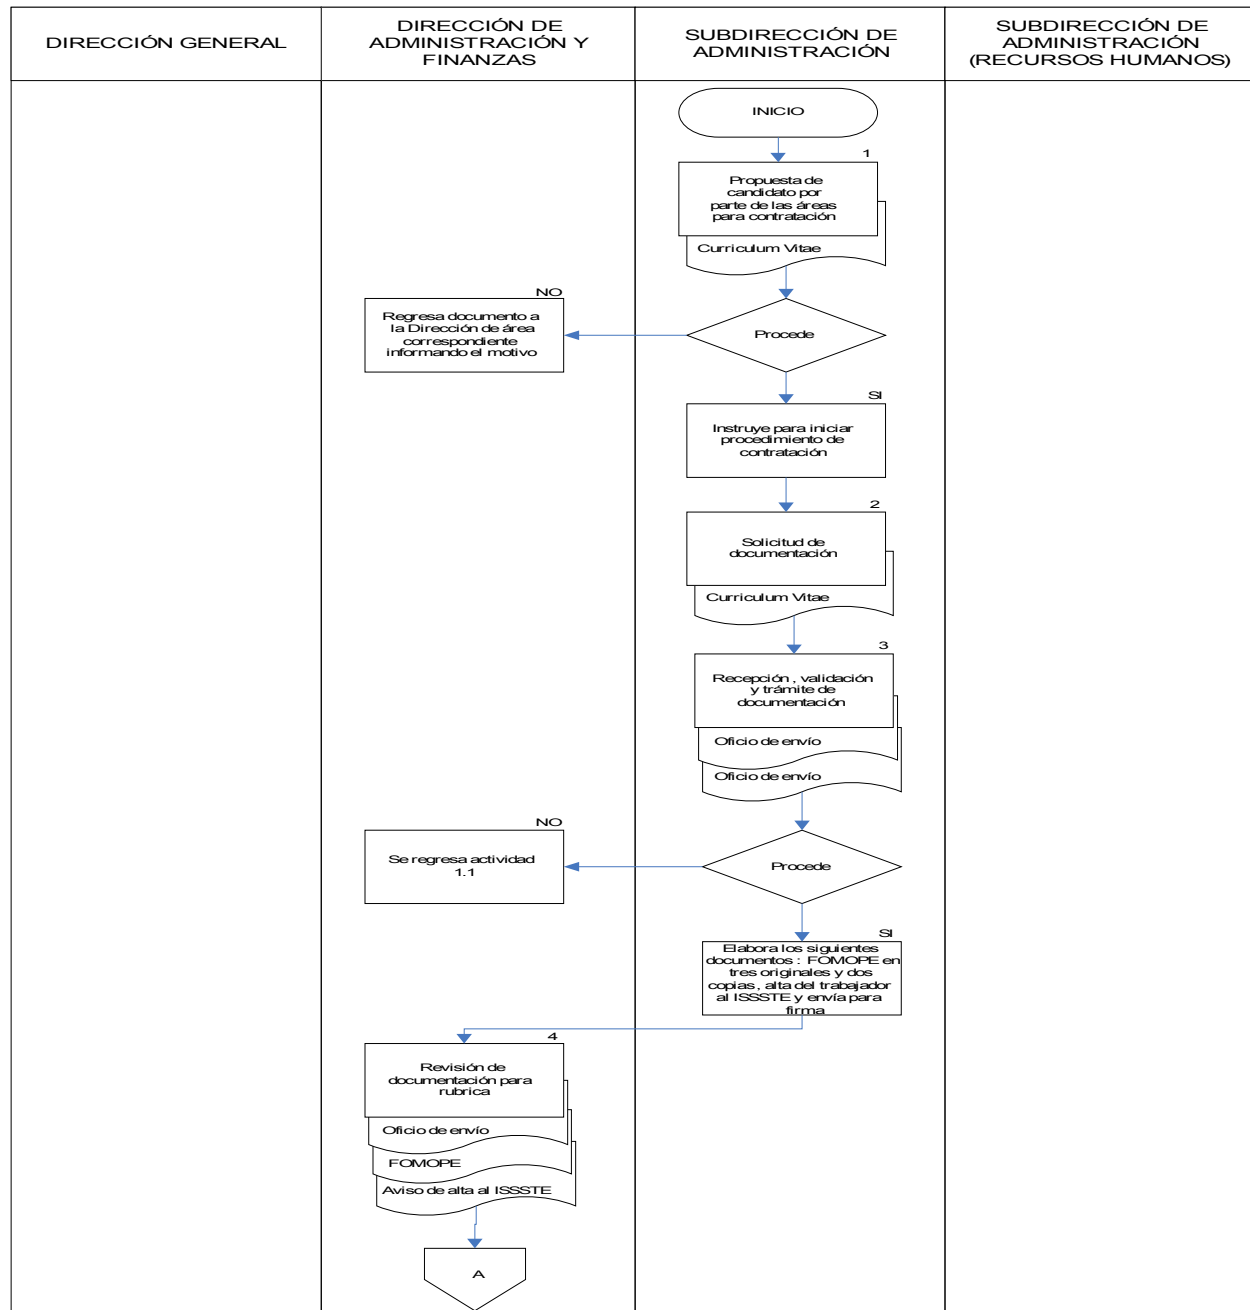 DIRECCIÓN GENERAL
DIRECCIÓN DE
ADMINISTRACIÓN Y
FINANZAS
SUBDIRECCIÓN DE
ADMINISTRACIÓN
SUBDIRECCIÓN DE
ADMINISTRACIÓN
(RECURSOS HUMANOS)
INICIO
1
Propuesta de
candidato por
parte de las áreas
para contratación
Curriculum Vitae
NO
Regresa documento a
la Dirección de área
correspondiente
informando el motivo
Procede
SI
Instruye para iniciar
procedimiento de
contratación
2
Solicitud de
documentación
Curriculum Vitae
3
Recepción , validación
y trámite de
documentación
Oficio de envío
Oficio de envío
NO
Se regresa actividad
1.1
Procede
SI
Elabora los siguientes
documentos : FOMOPE en
tres originales y dos
copias , alta del trabajador
al ISSSTE y envía para
firma
4
Revisión de
documentación para
rubrica
Oficio de envío
FOMOPE
Aviso de alta al ISSSTE
A